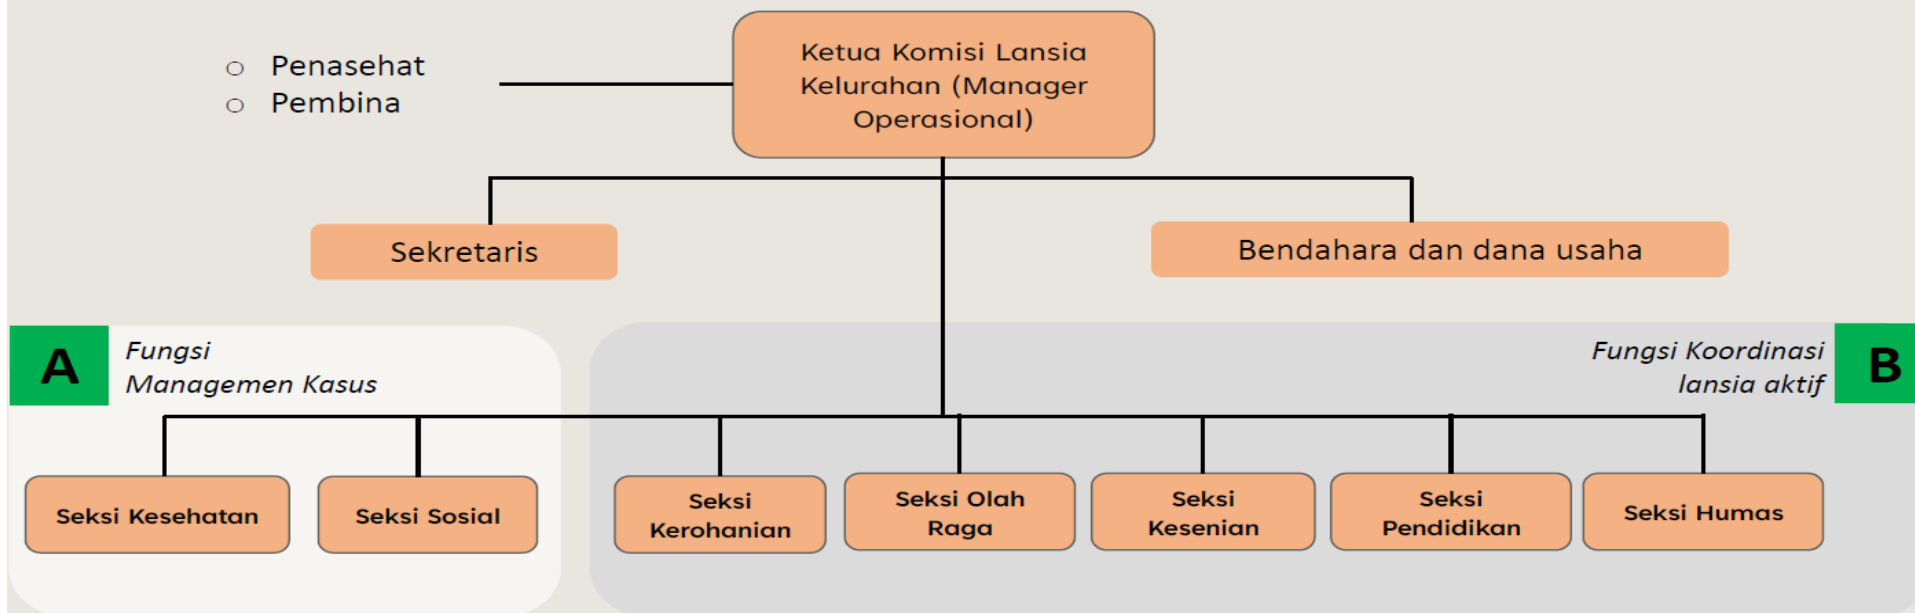 Penasehat
Pembina
Ketua Komisi Lansia
Kelurahan (Manager
Operasional)
Sekretaris
Bendahara dan dana usaha
A
Fungsi
Managemen Kasus
Fungsi Koordinasi
lansia aktif
B
Seksi Kesehatan
Seksi Sosial
Seksi
Kerohanian
Seksi Olah
Raga
Seksi
Kesenian
Seksi
Pendidikan
Seksi Humas